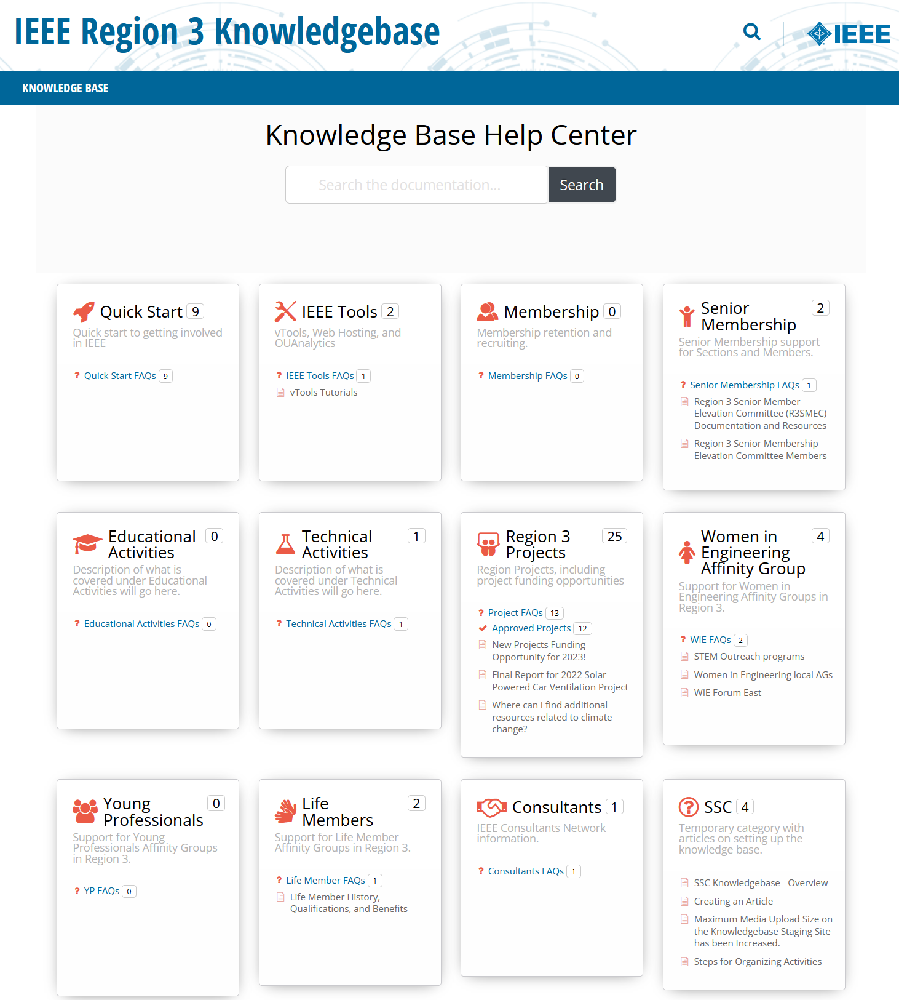 IEEE Region 3 Knowledgebase
IEEE
KNOWLEDGE BASE
Knowledge Base Help Center
Search the documentation...
Search
Quick Start 9
Quick start to getting involved
in IEEE
? Quick Start FAQs 9
IEEE Tools 2
vTools, Web Hosting, and
OUAnalytics
? IEEE Tools FAQs 1
vTools Tutorials
Membership 0
Membership retention and
recruiting.
? Membership FAQs 0
Senior 2
Membership
Senior Membership support
for Sections and Members.
? Senior Membership FAQs 1
Region 3 Senior Member
Elevation Committee (R3SMEC)
Documentation and Resources
Region 3 Senior Membership
Elevation Committee Members
Educational 0
Activities
Description of what is
covered under Educational
Activities will go here.
? Educational Activities FAQs 0
Technical 1
Activities
Description of what is
covered under Technical
Activities will go here.
? Technical Activities FAQs 1
Region 3 25
Projects
Region Projects, including
project funding opportunities
? Project FAQs 13
Approved Projects 12
New Projects Funding
Opportunity for 2023!
Final Report for 2022 Solar
Powered Car Ventilation Project
Where can I find additional
resources related to climate
change?
Women in 4
Engineering
Affinity Group
Support for Women in
Engineering Affinity Groups in
Region 3.
? WIE FAQs 2
STEM Outreach programs
Women in Engineering local AGs
WIE Forum East
Young 0
Professionals
Support for Young
Professionals Affinity Groups
in Region 3.
? YP FAQs 0
Life 2
Members
Support for Life Member
Affinity Groups in Region 3.
? Life Member FAQs 1
Life Member History,
Qualifications, and Benefits
Consultants 1
IEEE Consultants Network
information.
? Consultants FAQs 1
? SSC 4
Temporary category with
articles on setting up the
knowledge base.
SSC Knowledgebase - Overview
Creating an Article
Maximum Media Upload Size on
the Knowledgebase Staging Site
has been Increased.
Steps for Organizing Activities